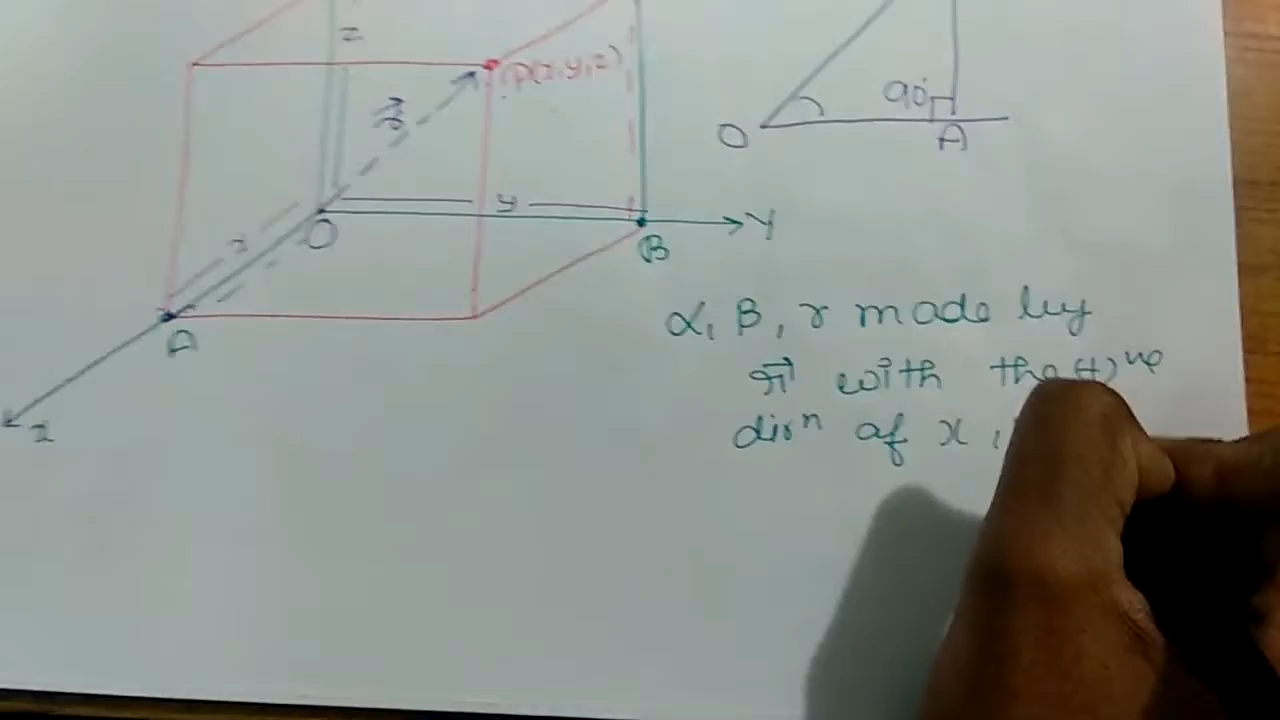 z
P(x,y,z)
r⃗
90°
O
A
y
Y
x
O
B
A
x
α, β, r made by
r⃗ with the (+)ve
dirⁿ of x,